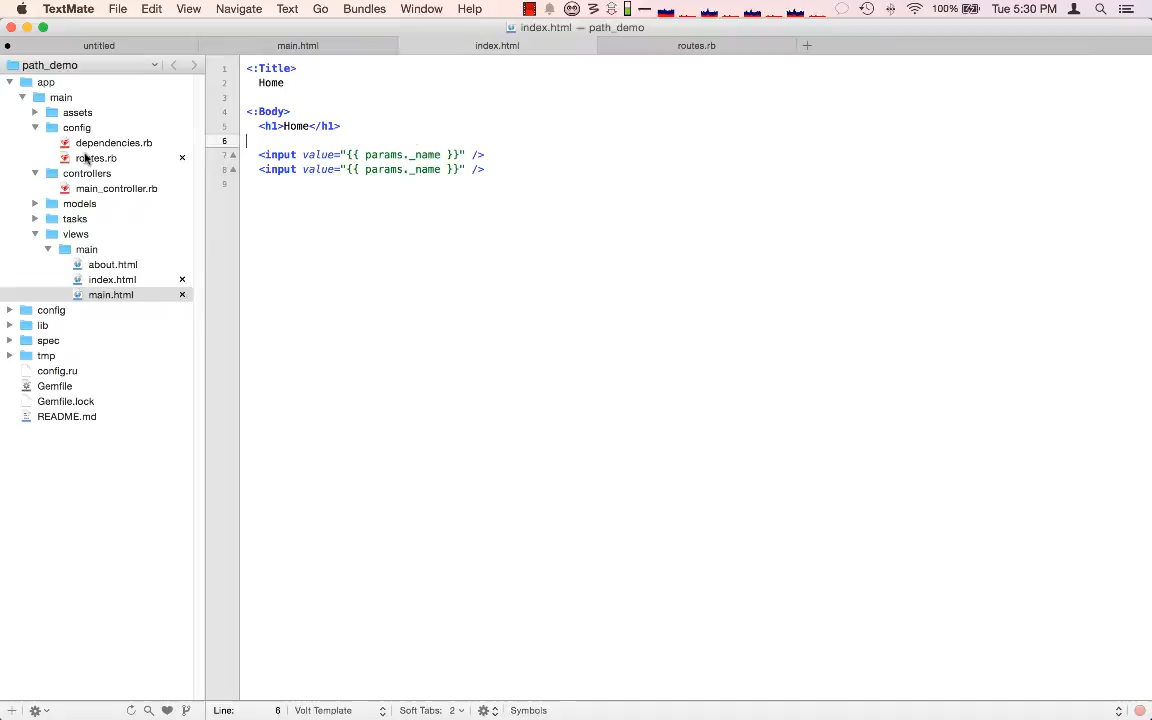 TextMate File Edit View Navigate Text Go Bundles Window Help 100% Tue 5:30 PM
index.html — path_demo
untitled main.html index.html routes.rb
path_demo
app
main
assets
config
dependencies.rb
routes.rb
controllers
main_controller.rb
models
tasks
views
main
about.html
index.html
main.html
config
lib
spec
tmp
config.ru
Gemfile
Gemfile.lock
README.md
1 <:Title>
2 Home
3
4 <:Body>
5 <h1>Home</h1>
6
7 <input value="{{ params._name }}" />
8 <input value="{{ params._name }}" />
9
Line: 6 Volt Template Soft Tabs: 2 Symbols